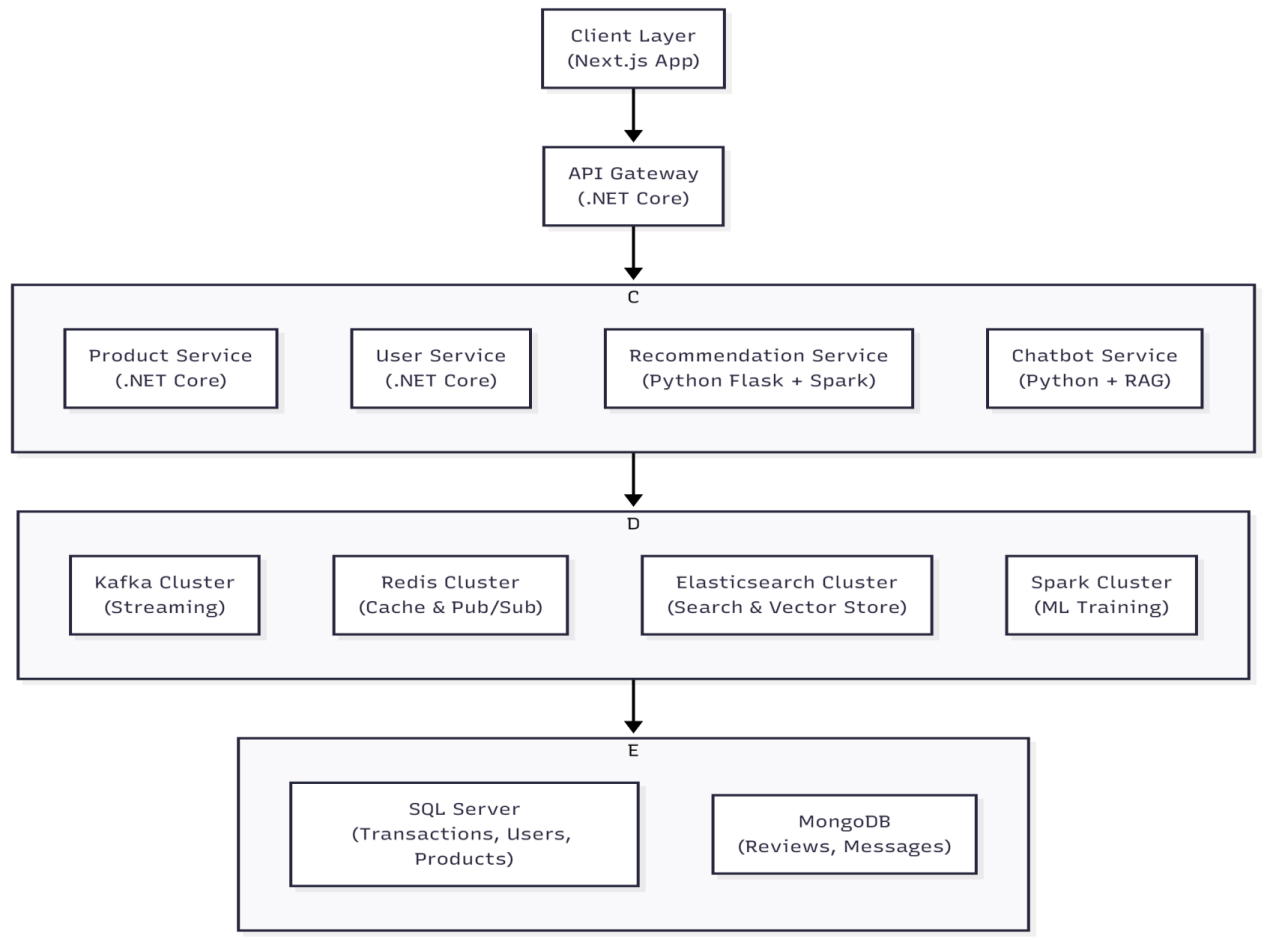 Client Layer
(Next.js App)
API Gateway
(.NET Core)
C
Product Service
(.NET Core)
User Service
(.NET Core)
Recommendation Service
(Python Flask + Spark)
Chatbot Service
(Python + RAG)
D
Kafka Cluster
(Streaming)
Redis Cluster
(Cache & Pub/Sub)
Elasticsearch Cluster
(Search & Vector Store)
Spark Cluster
(ML Training)
E
SQL Server
(Transactions, Users,
Products)
MongoDB
(Reviews, Messages)